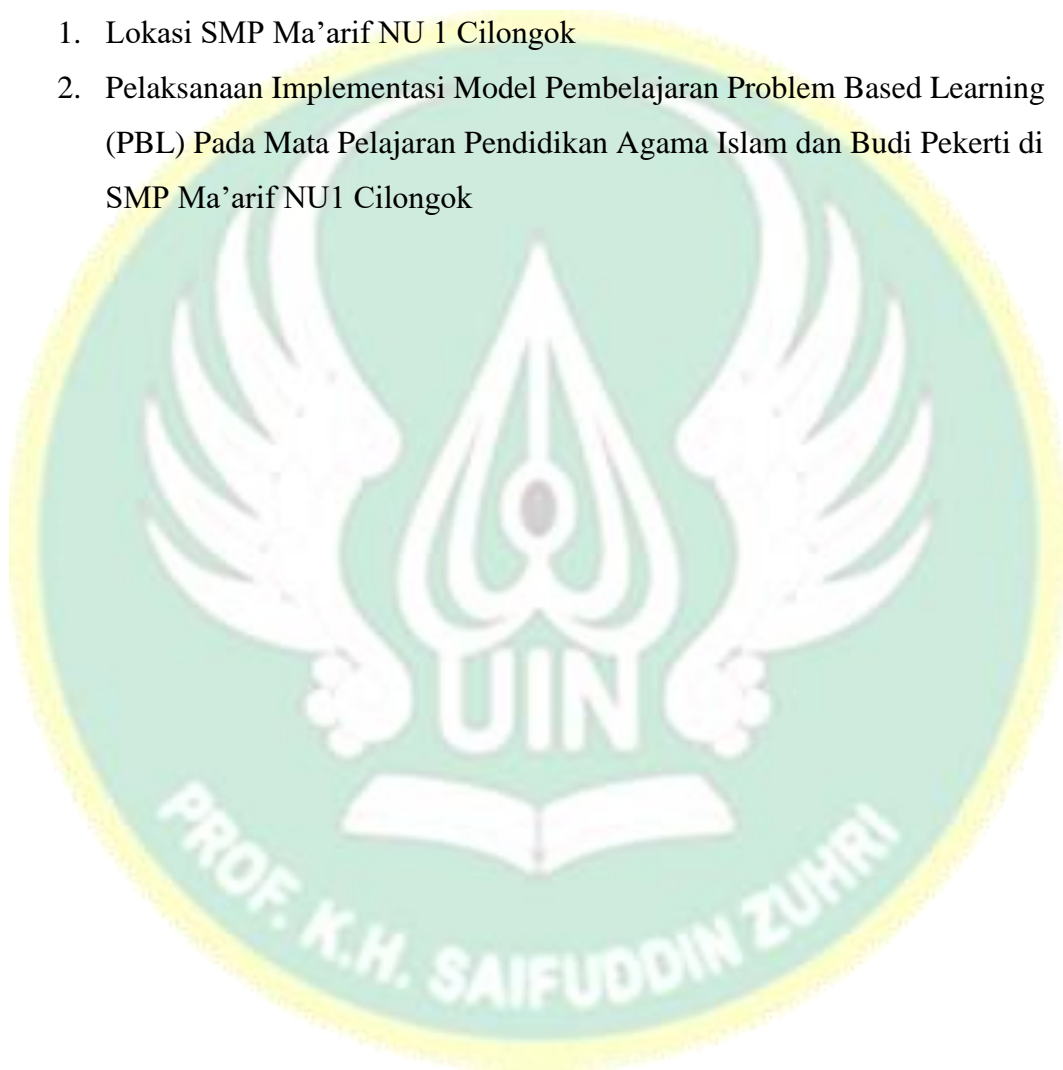 1. Lokasi SMP Ma’arif NU 1 Cilongok
2. Pelaksanaan Implementasi Model Pembelajaran Problem Based Learning
(PBL) Pada Mata Pelajaran Pendidikan Agama Islam dan Budi Pekerti di
SMP Ma’arif NU1 Cilongok
UIN
PROF. K.H. SAIFUDDIN ZUHRI